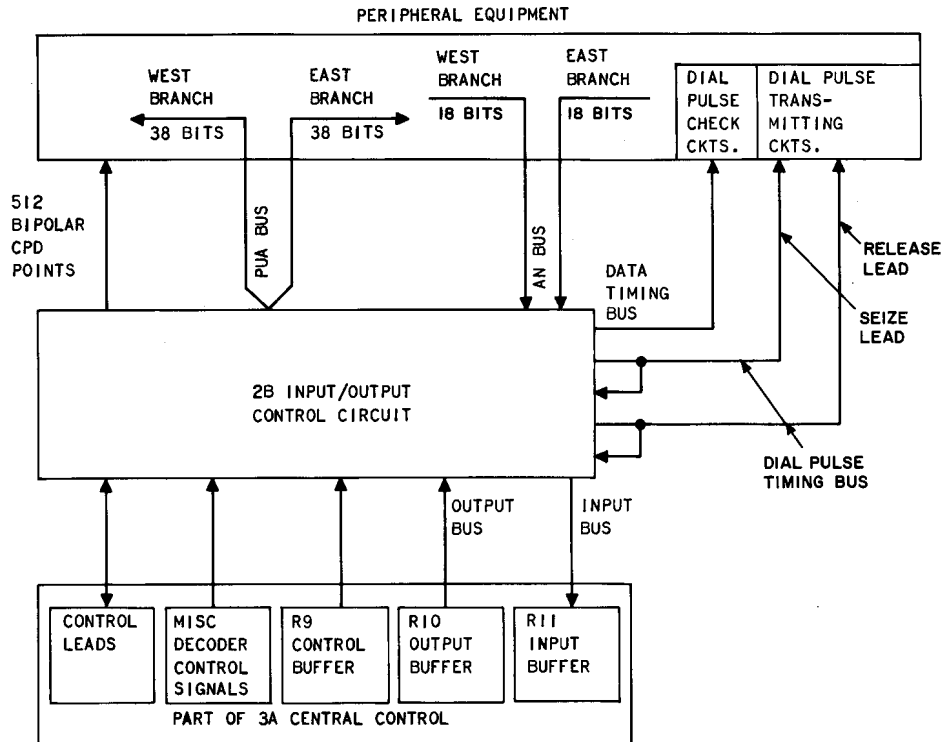 PERIPHERAL EQUIPMENT
WEST
BRANCH
38 BITS
EAST
BRANCH
38 BITS
WEST
BRANCH
18 BITS
EAST
BRANCH
18 BITS
DIAL
PULSE
CHECK
CKTS.
DIAL PULSE
TRANS-
MITTING
CKTS.
512
BIPOLAR
CPD
POINTS
PUA BUS
AN BUS
DATA
TIMING
BUS
RELEASE
LEAD
SEIZE
LEAD
2B INPUT/OUTPUT
CONTROL CIRCUIT
DIAL PULSE
TIMING BUS
OUTPUT
BUS
INPUT
BUS
CONTROL
LEADS
MISC
DECODER
CONTROL
SIGNALS
R9
CONTROL
BUFFER
R10
OUTPUT
BUFFER
R11
INPUT
BUFFER
PART OF 3A CENTRAL CONTROL